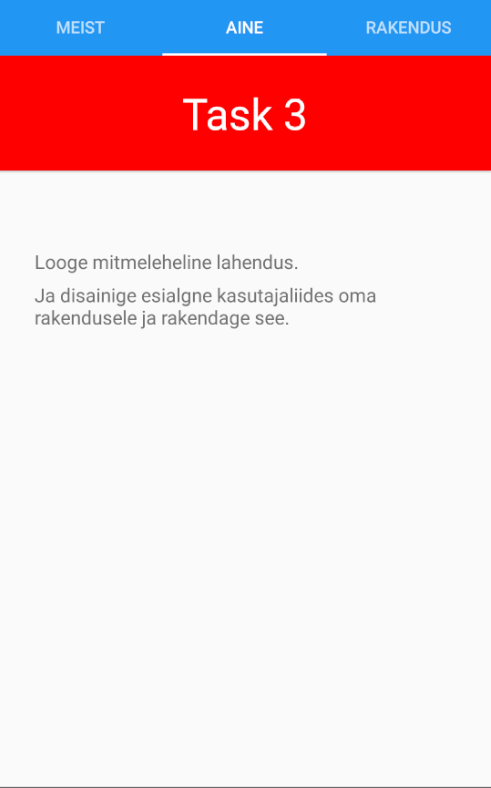 MEIST
AINE
RAKENDUS
Task 3
Looge mitmeleheline lahendus.
Ja disainige esialgne kasutajaliides oma
rakendusele ja rakendage see.